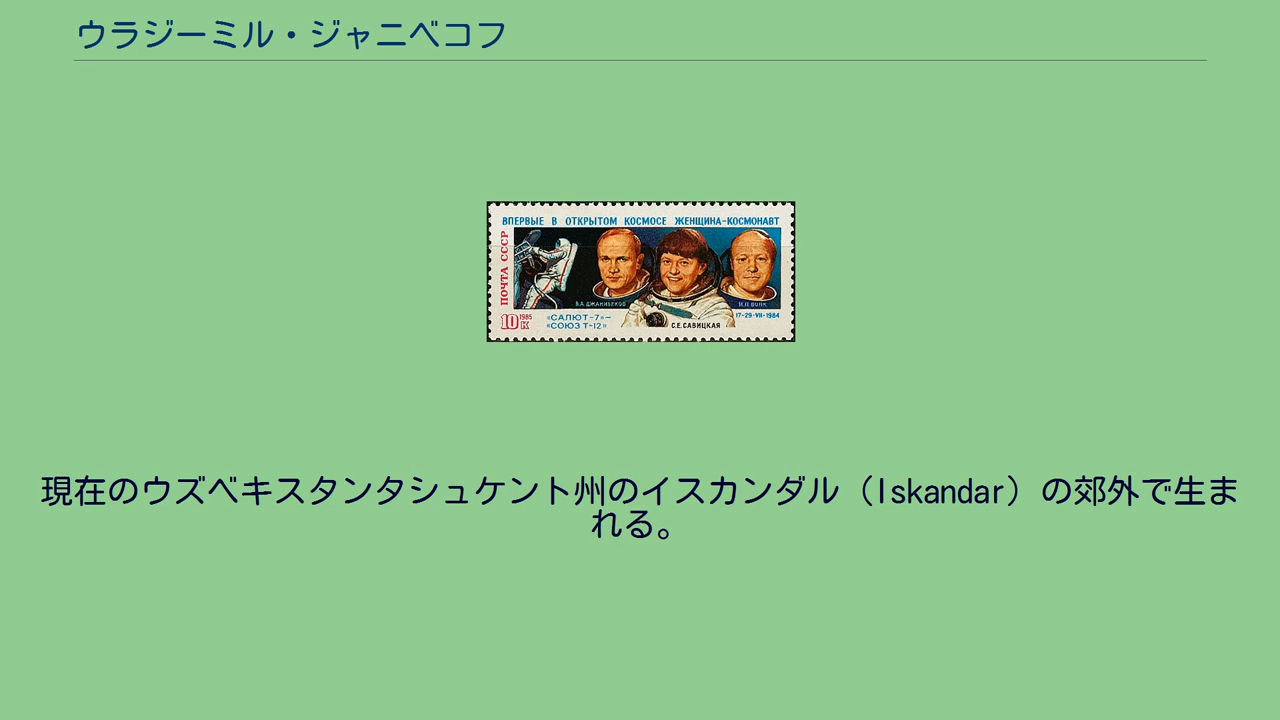 ウラジーミル・ジャニベコフ
ВПЕРВЫЕ В ОТКРЫТОМ КОСМОСЕ ЖЕНЩИНА-КОСМОНАВТ
ПОЧТА СССР
В.А. ДЖАНИБЕКОВ
И.П. ВОЛК
10 К 1985
«САЛЮТ-7»–
«СОЮЗ Т-12»
С.Е. САВИЦКАЯ
17-29·VII·1984
現在のウズベキスタンタシュケント州のイスカンダル（Iskandar）の郊外で生ま
れる。